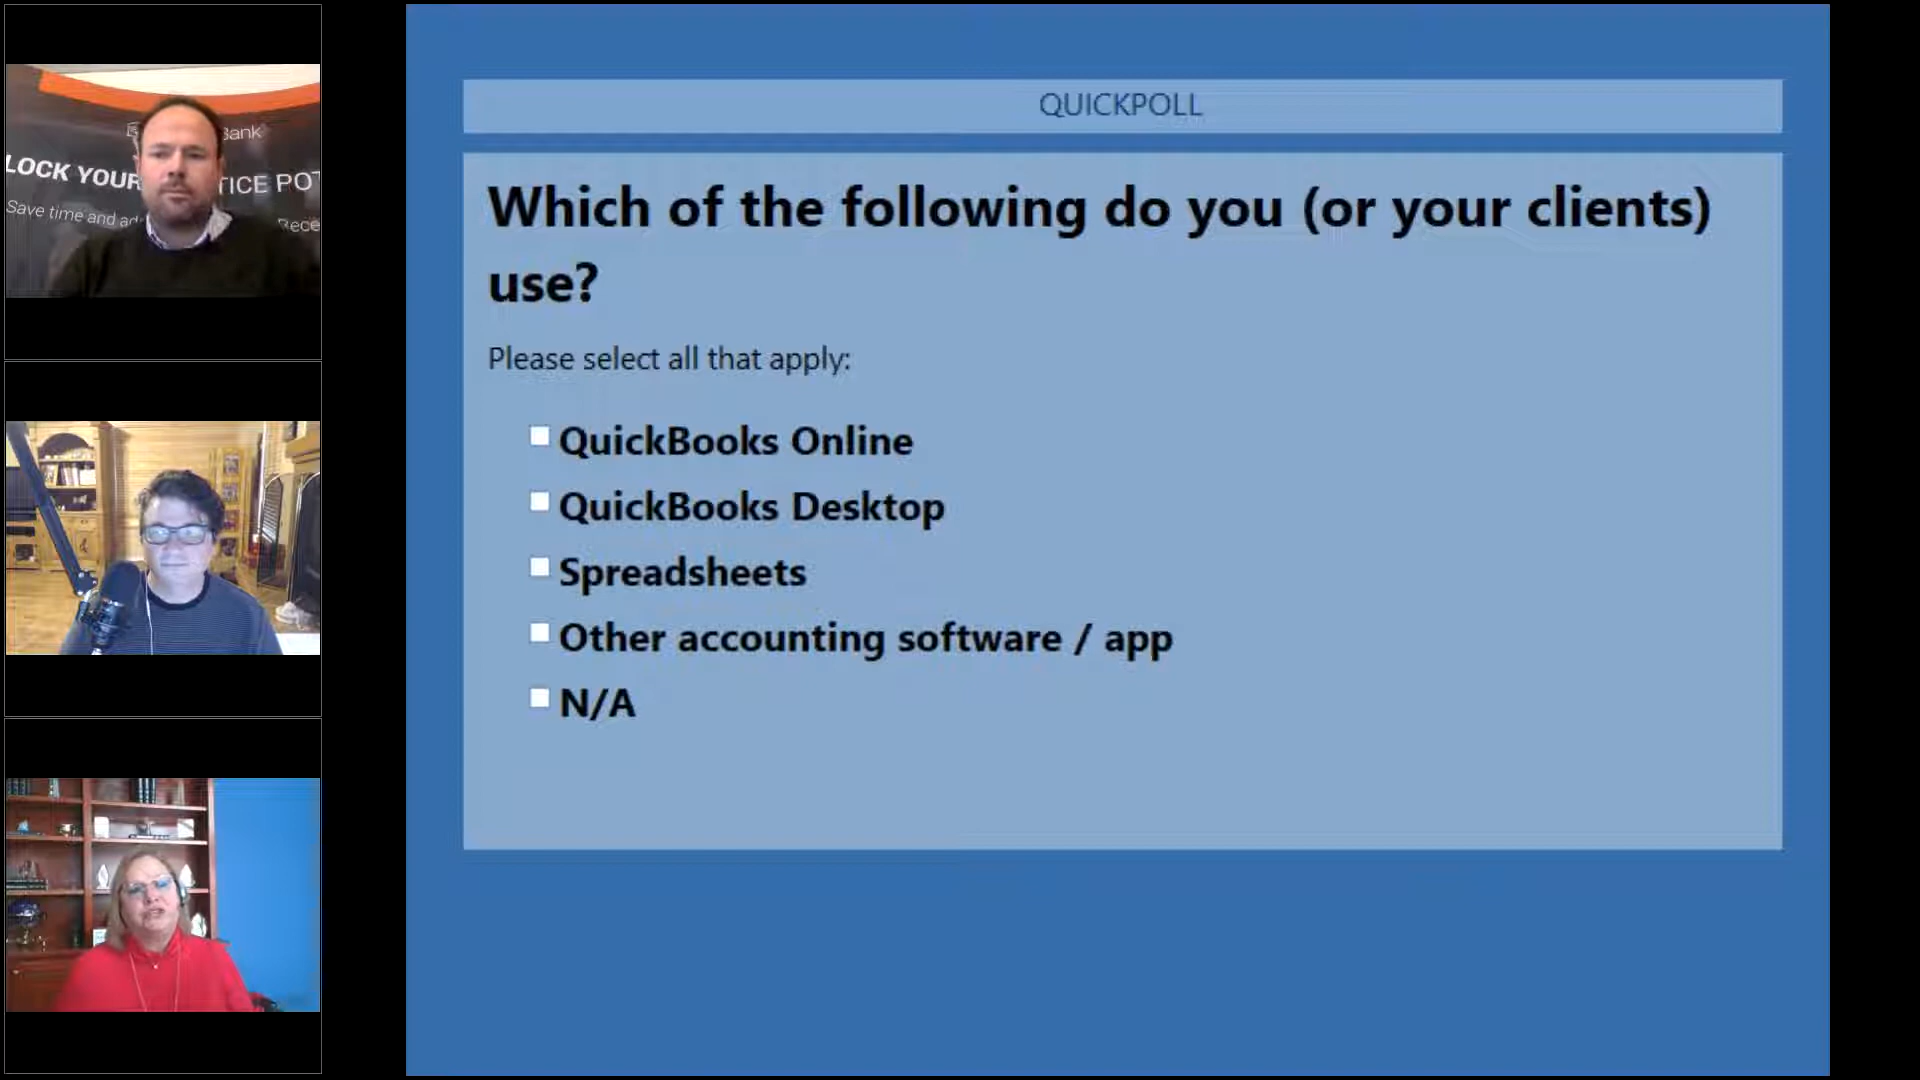 Bank
LOCK YOUR TICE POT
Save time and ad Rece
QUICKPOLL
Which of the following do you (or your clients)
use?
Please select all that apply:
QuickBooks Online
QuickBooks Desktop
Spreadsheets
Other accounting software / app
N/A